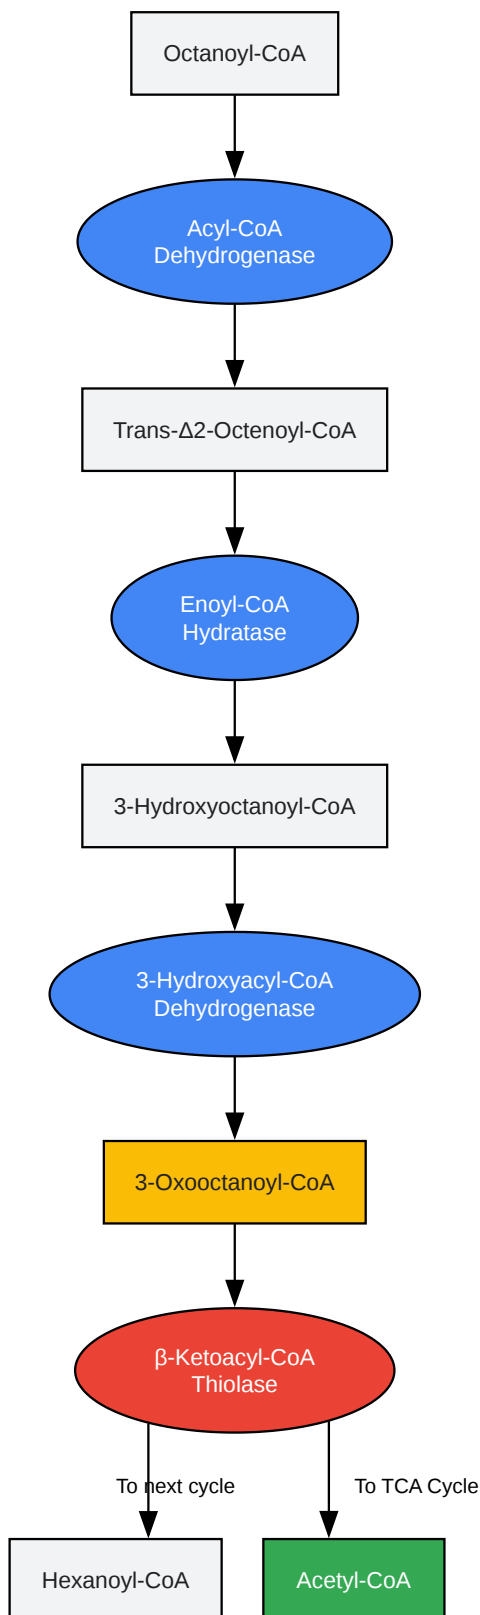 Octanoyl-CoA
Acyl-CoA
Dehydrogenase
Trans-Δ2-Octenoyl-CoA
Enoyl-CoA
Hydratase
3-Hydroxyoctanoyl-CoA
3-Hydroxyacyl-CoA
Dehydrogenase
3-Oxooctanoyl-CoA
β-Ketoacyl-CoA
Thiolase
To next cycle
To TCA Cycle
Hexanoyl-CoA
Acetyl-CoA